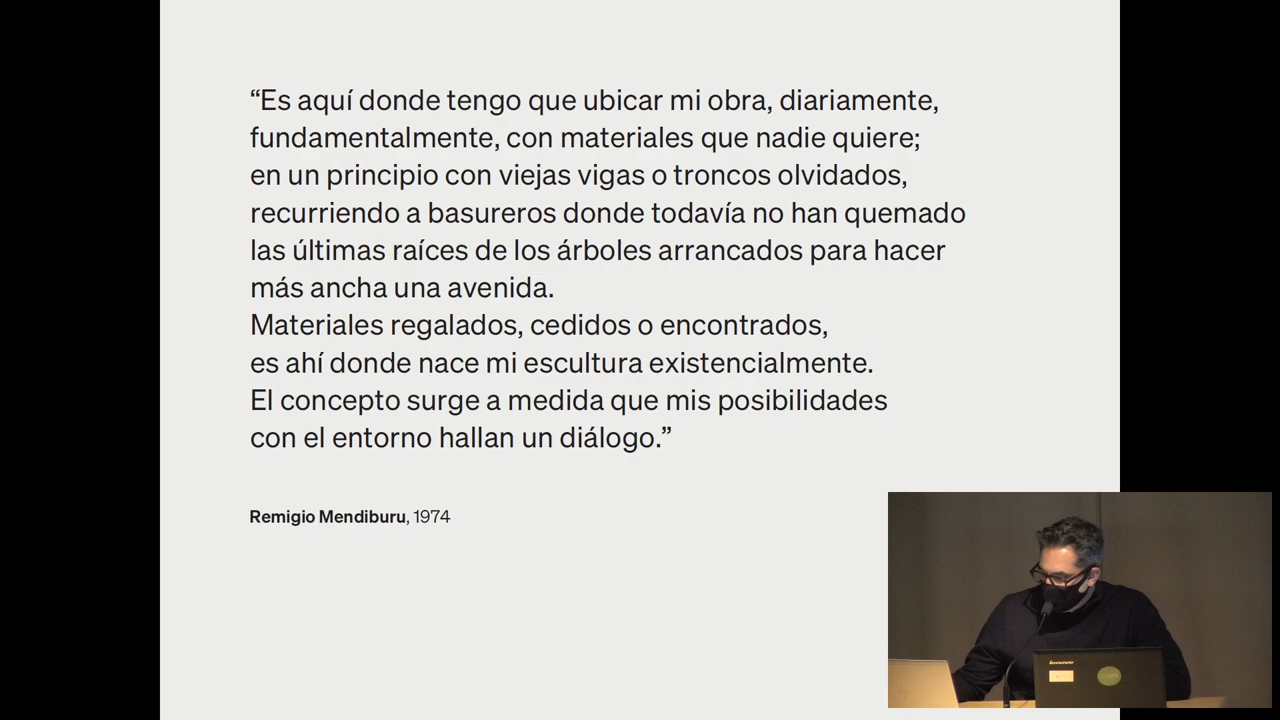 “Es aquí donde tengo que ubicar mi obra, diariamente,
fundamentalmente, con materiales que nadie quiere;
en un principio con viejas vigas o troncos olvidados,
recurriendo a basureros donde todavía no han quemado
las últimas raíces de los árboles arrancados para hacer
más ancha una avenida.
Materiales regalados, cedidos o encontrados,
es ahí donde nace mi escultura existencialmente.
El concepto surge a medida que mis posibilidades
con el entorno hallan un diálogo.”
Remigio Mendiburu, 1974
lenovo